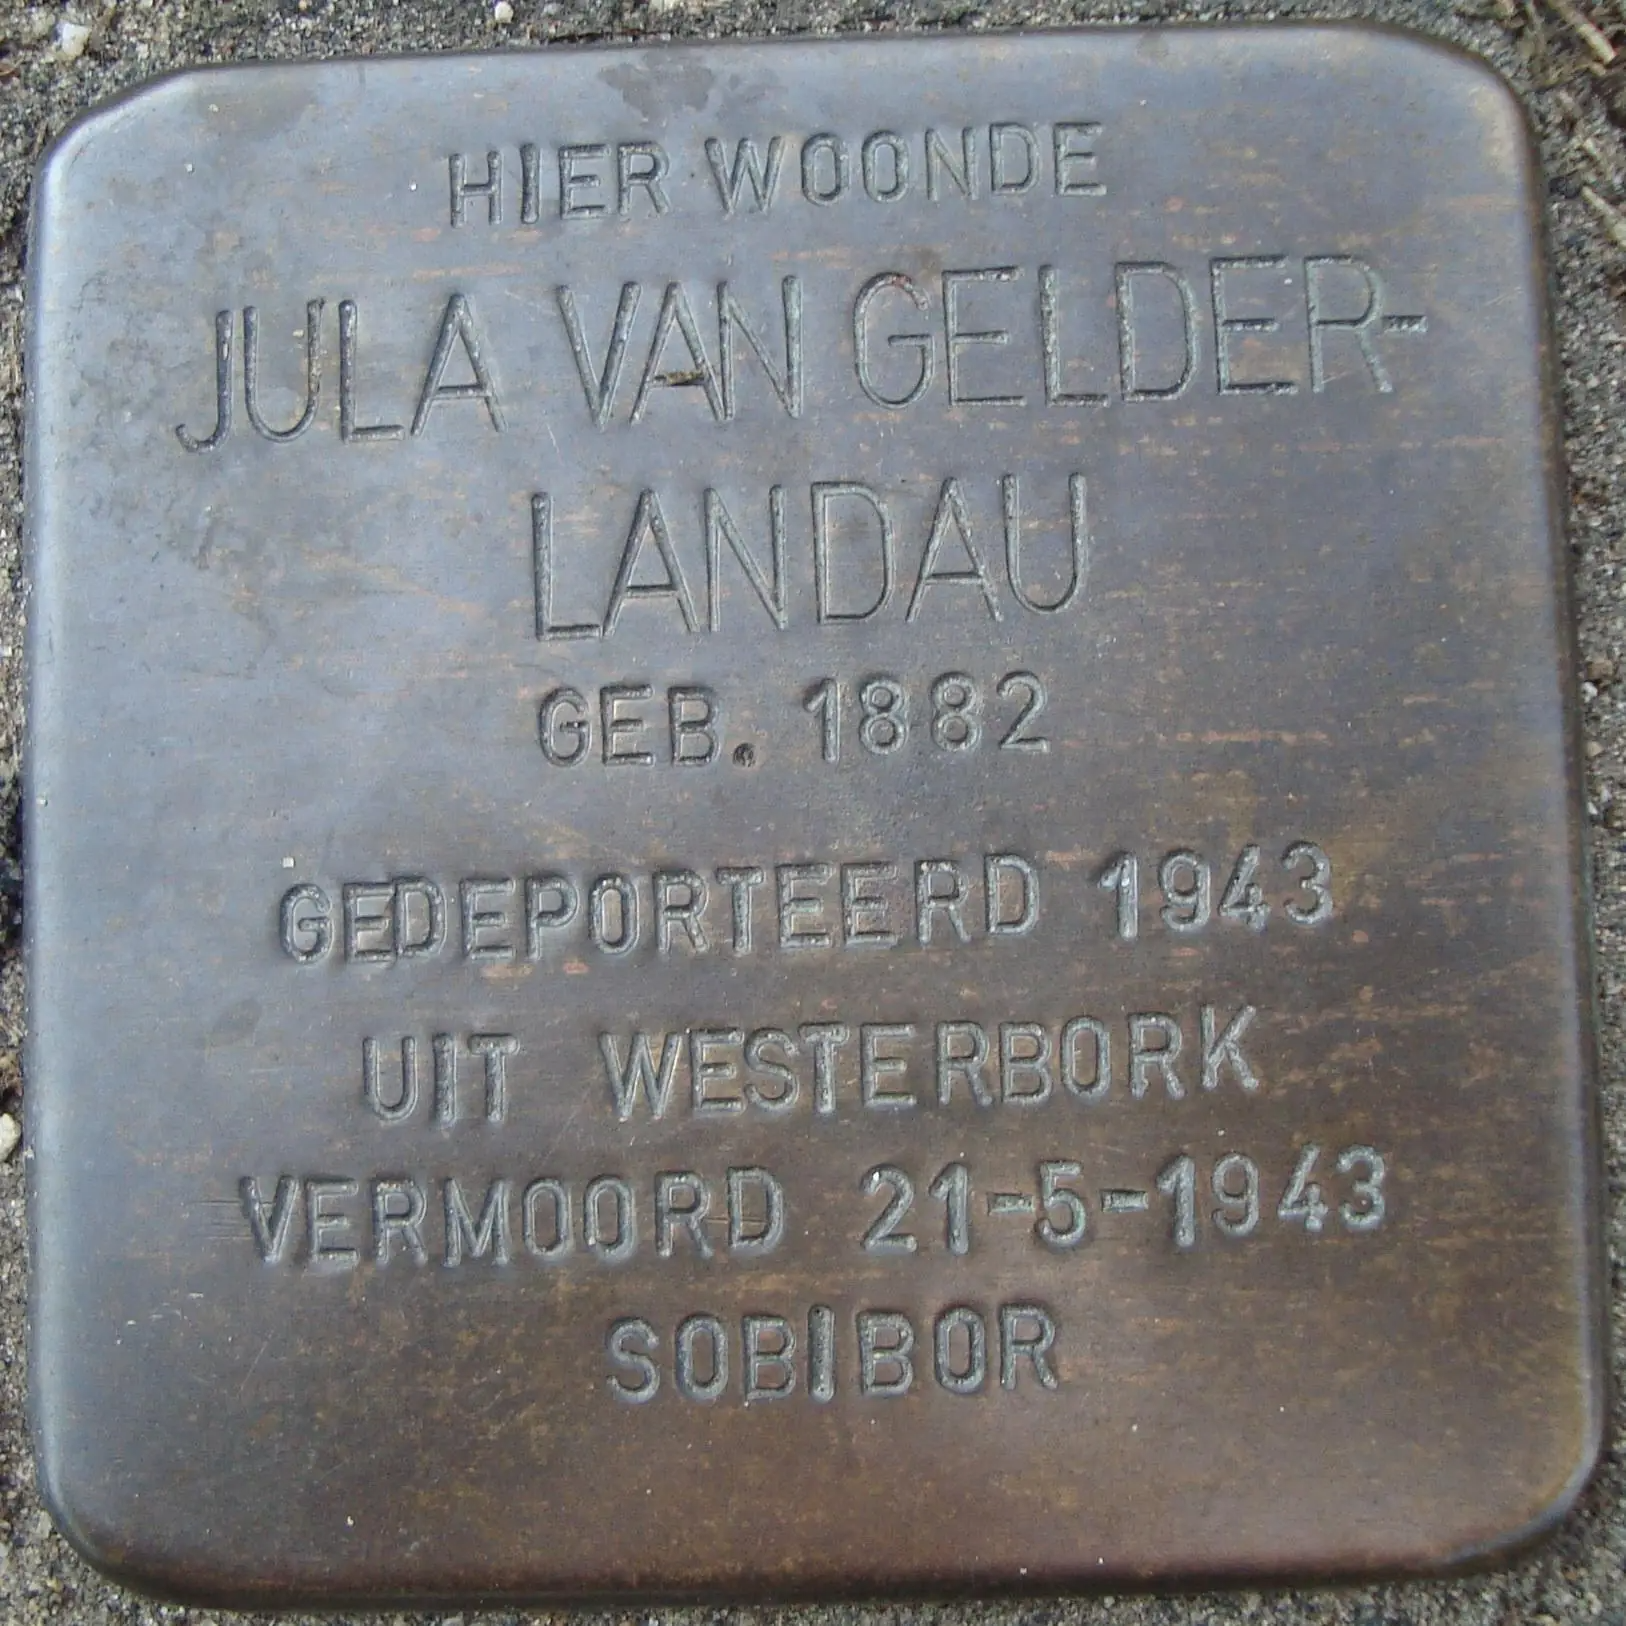 HIER WOONDE
JULA VAN GELDER-
LANDAU
GEB. 1882
GEDEPORTEERD 1943
UIT WESTERBORK
VERMOORD 21-5-1943
SOBIBOR